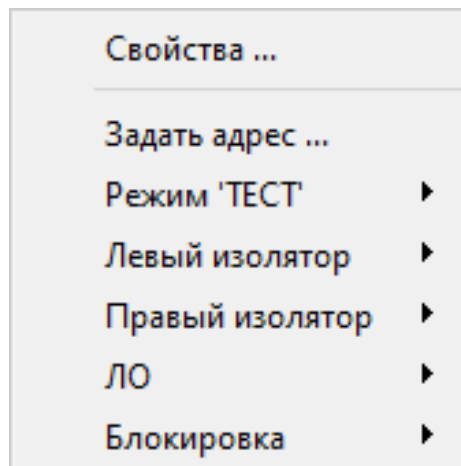 Свойства ...
Задать адрес ...
Режим 'ТЕСТ'
Левый изолятор
Правый изолятор
ЛО
Блокировка